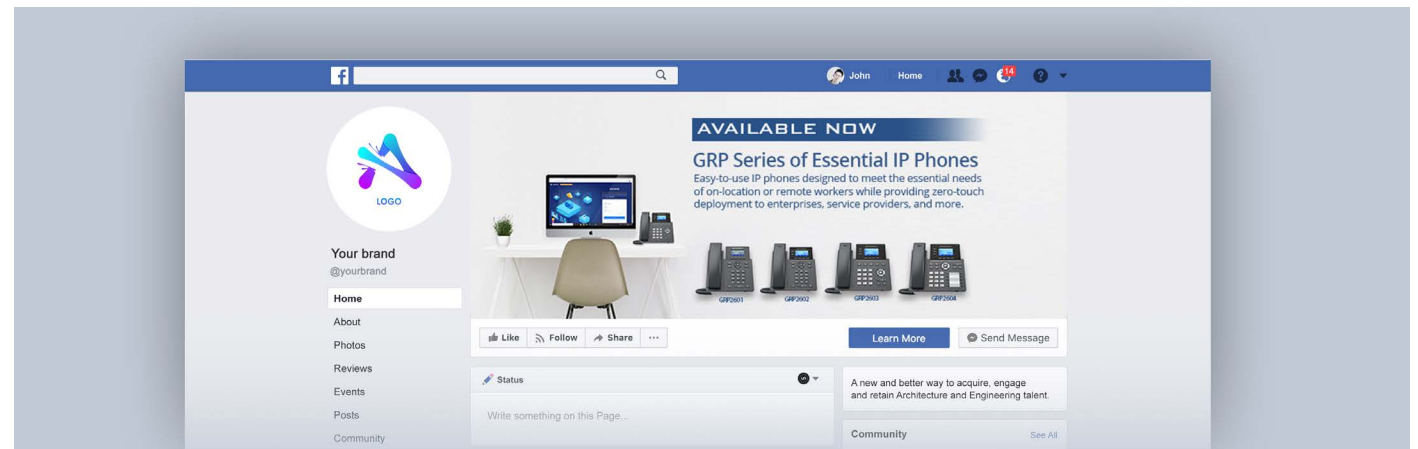 f
John
Home
14
?
LOGO
Your brand
@yourbrand
Home
About
Photos
Reviews
Events
Posts
Community
AVAILABLE NOW
GRP Series of Essential IP Phones
Easy-to-use IP phones designed to meet the essential needs
of on-location or remote workers while providing zero-touch
deployment to enterprises, service providers, and more.
GRP2601
GRP2602
GRP2603
GRP2604
Like
Follow
Share
...
Learn More
Send Message
Status
Write something on this Page...
A new and better way to acquire, engage
and retain Architecture and Engineering talent.
Community
See All